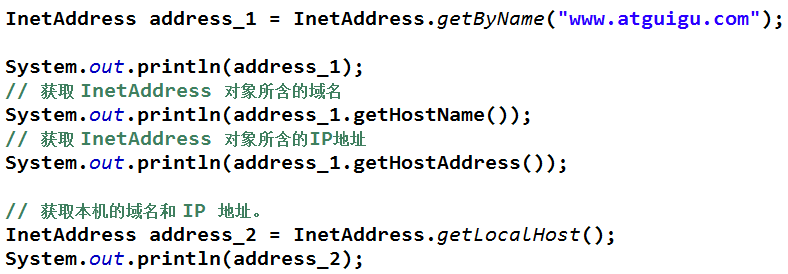 InetAddress address_1 = InetAddress.getByName("www.atguigu.com");
System.out.println(address_1);
// 获取 InetAddress 对象所含的域名
System.out.println(address_1.getHostName());
// 获取 InetAddress 对象所含的IP地址
System.out.println(address_1.getHostAddress());
// 获取本机的域名和 IP 地址。
InetAddress address_2 = InetAddress.getLocalHost();
System.out.println(address_2);